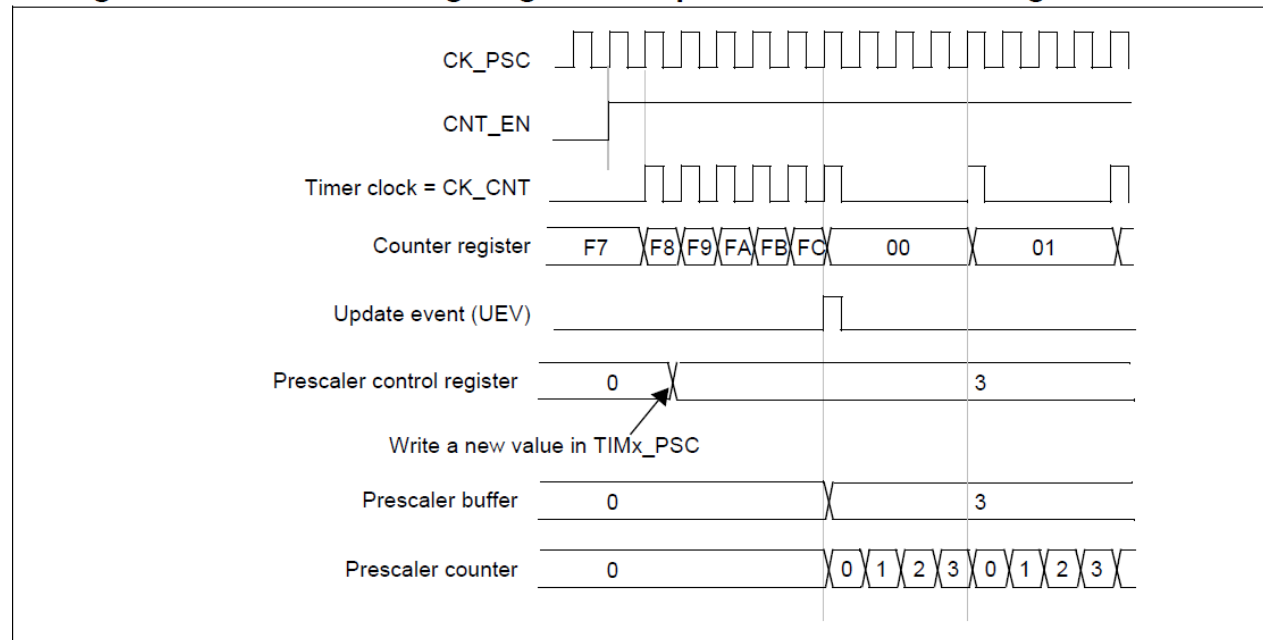 CK_PSC
CNT_EN
Timer clock = CK_CNT
Counter register F7 F8 F9 FA FB FC 00 01
Update event (UEV)
Prescaler control register 0 3
Write a new value in TIMx_PSC
Prescaler buffer 0 3
Prescaler counter 0 0 1 2 3 0 1 2 3